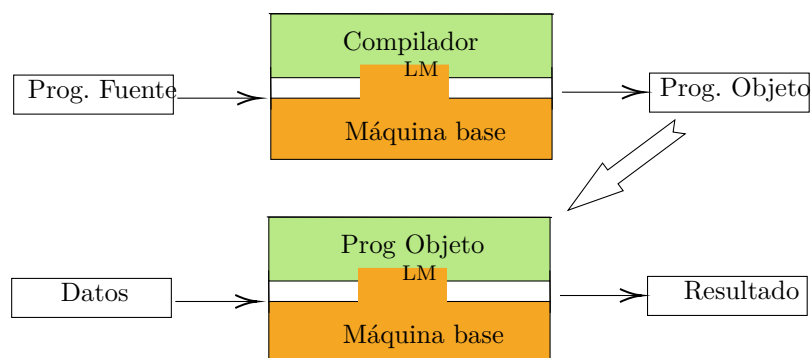 Compilador
LM
Prog. Fuente
Prog. Objeto
Máquina base
Prog Objeto
LM
Datos
Resultado
Máquina base